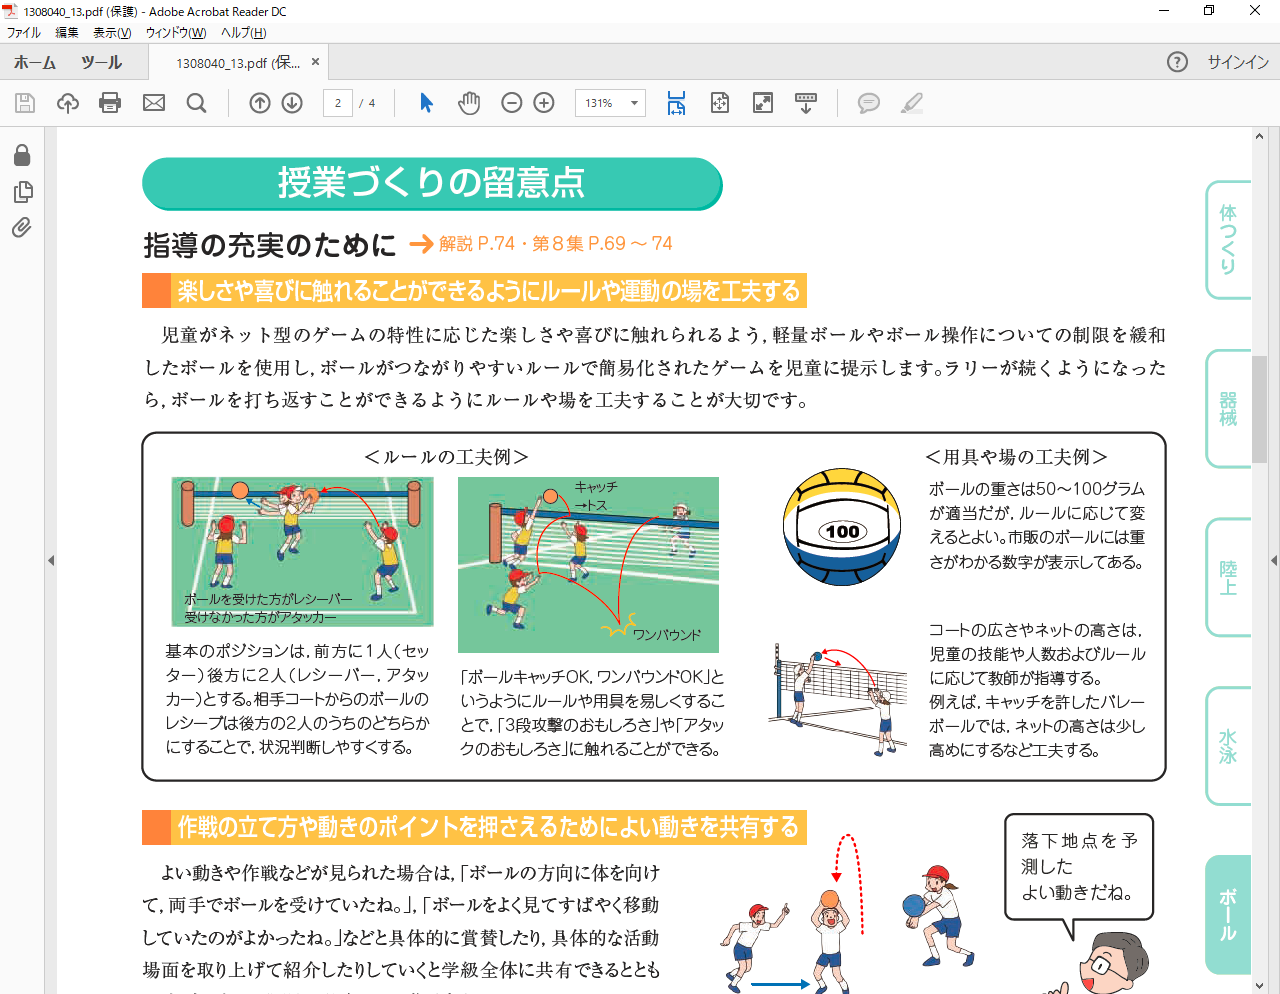 1308040_13.pdf (保護) - Adobe Acrobat Reader DC
ファイル 編集 表示(V) ウィンドウ(W) ヘルプ(H)
ホーム ツール 1308040_13.pdf (保... × サインイン
2 / 4 131%
授業づくりの留意点
指導の充実のために ➔ 解説 P.74・第8集 P.69 ～ 74
楽しさや喜びに触れることができるようにルールや運動の場を工夫する
児童がネット型のゲームの特性に応じた楽しさや喜びに触れられるよう，軽量ボールやボール操作についての制限を緩和
したボールを使用し，ボールがつながりやすいルールで簡易化されたゲームを児童に提示します。ラリーが続くようになった
ら，ボールを打ち返すことができるようにルールや場を工夫することが大切です。
＜ルールの工夫例＞
ボールを受けた方がレシーバー
受けなかった方がアタッカー
基本のポジションは，前方に1人（セッ
ター）後方に2人（レシーバー，アタッ
カー）とする。相手コートからのボールの
レシーブは後方の2人のうちのどちらか
にすることで，状況判断しやすくする。
キャッチ
→トス
ワンバウンド
「ボールキャッチOK，ワンバウンドOK」と
いうようにルールや用具を易しくするこ
とで，「3段攻撃のおもしろさ」や「アタッ
クのおもしろさ」に触れることができる。
＜用具や場の工夫例＞
100
ボールの重さは50～100グラム
が適当だが，ルールに応じて変
えるとよい。市販のボールには重
さがわかる数字が表示してある。
コートの広さやネットの高さは，
児童の技能や人数およびルール
に応じて教師が指導する。
例えば，キャッチを許したバレー
ボールでは，ネットの高さは少し
高めにするなど工夫する。
作戦の立て方や動きのポイントを押さえるためによい動きを共有する
よい動きや作戦などが見られた場合は，「ボールの方向に体を向け
て，両手でボールを受けていたね。」，「ボールをよく見てすばやく移動
していたのがよかったね。」などと具体的に賞賛したり，具体的な活動
場面を取り上げて紹介したりしていくと学級全体に共有できるととも
落下地点を予
測した
よい動きだね。
体つくり
器械
陸上
水泳
ボール